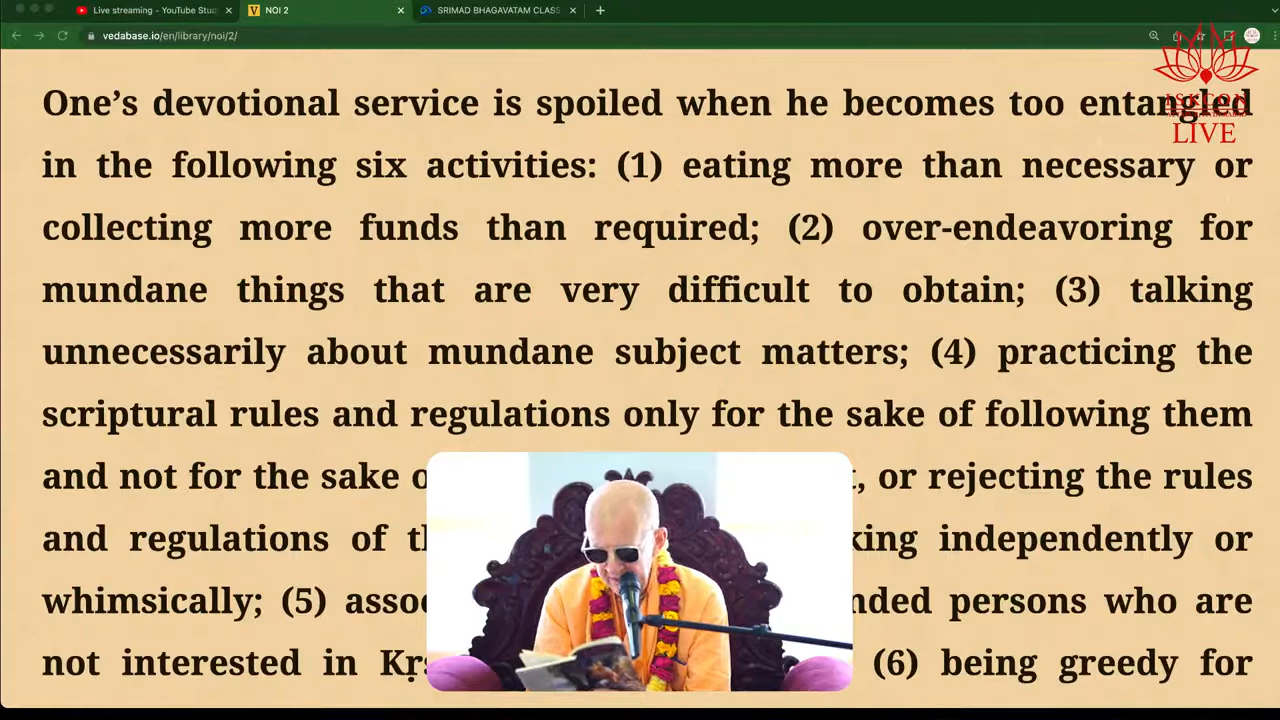 Live streaming - YouTube Stud
NOI 2
SRIMAD BHAGAVATAM CLASS
vedabase.io/en/library/noi/2/
One's devotional service is spoiled when he becomes too entangled
in the following six activities: (1) eating more than necessary or
collecting more funds than required; (2) over-endeavoring for
mundane things that are very difficult to obtain; (3) talking
unnecessarily about mundane subject matters; (4) practicing the
scriptural rules and regulations only for the sake of following them
and not for the sake o t, or rejecting the rules
and regulations of th king independently or
whimsically; (5) assoc nded persons who are
not interested in Kṛṣ (6) being greedy for
ISKCON
LIVE